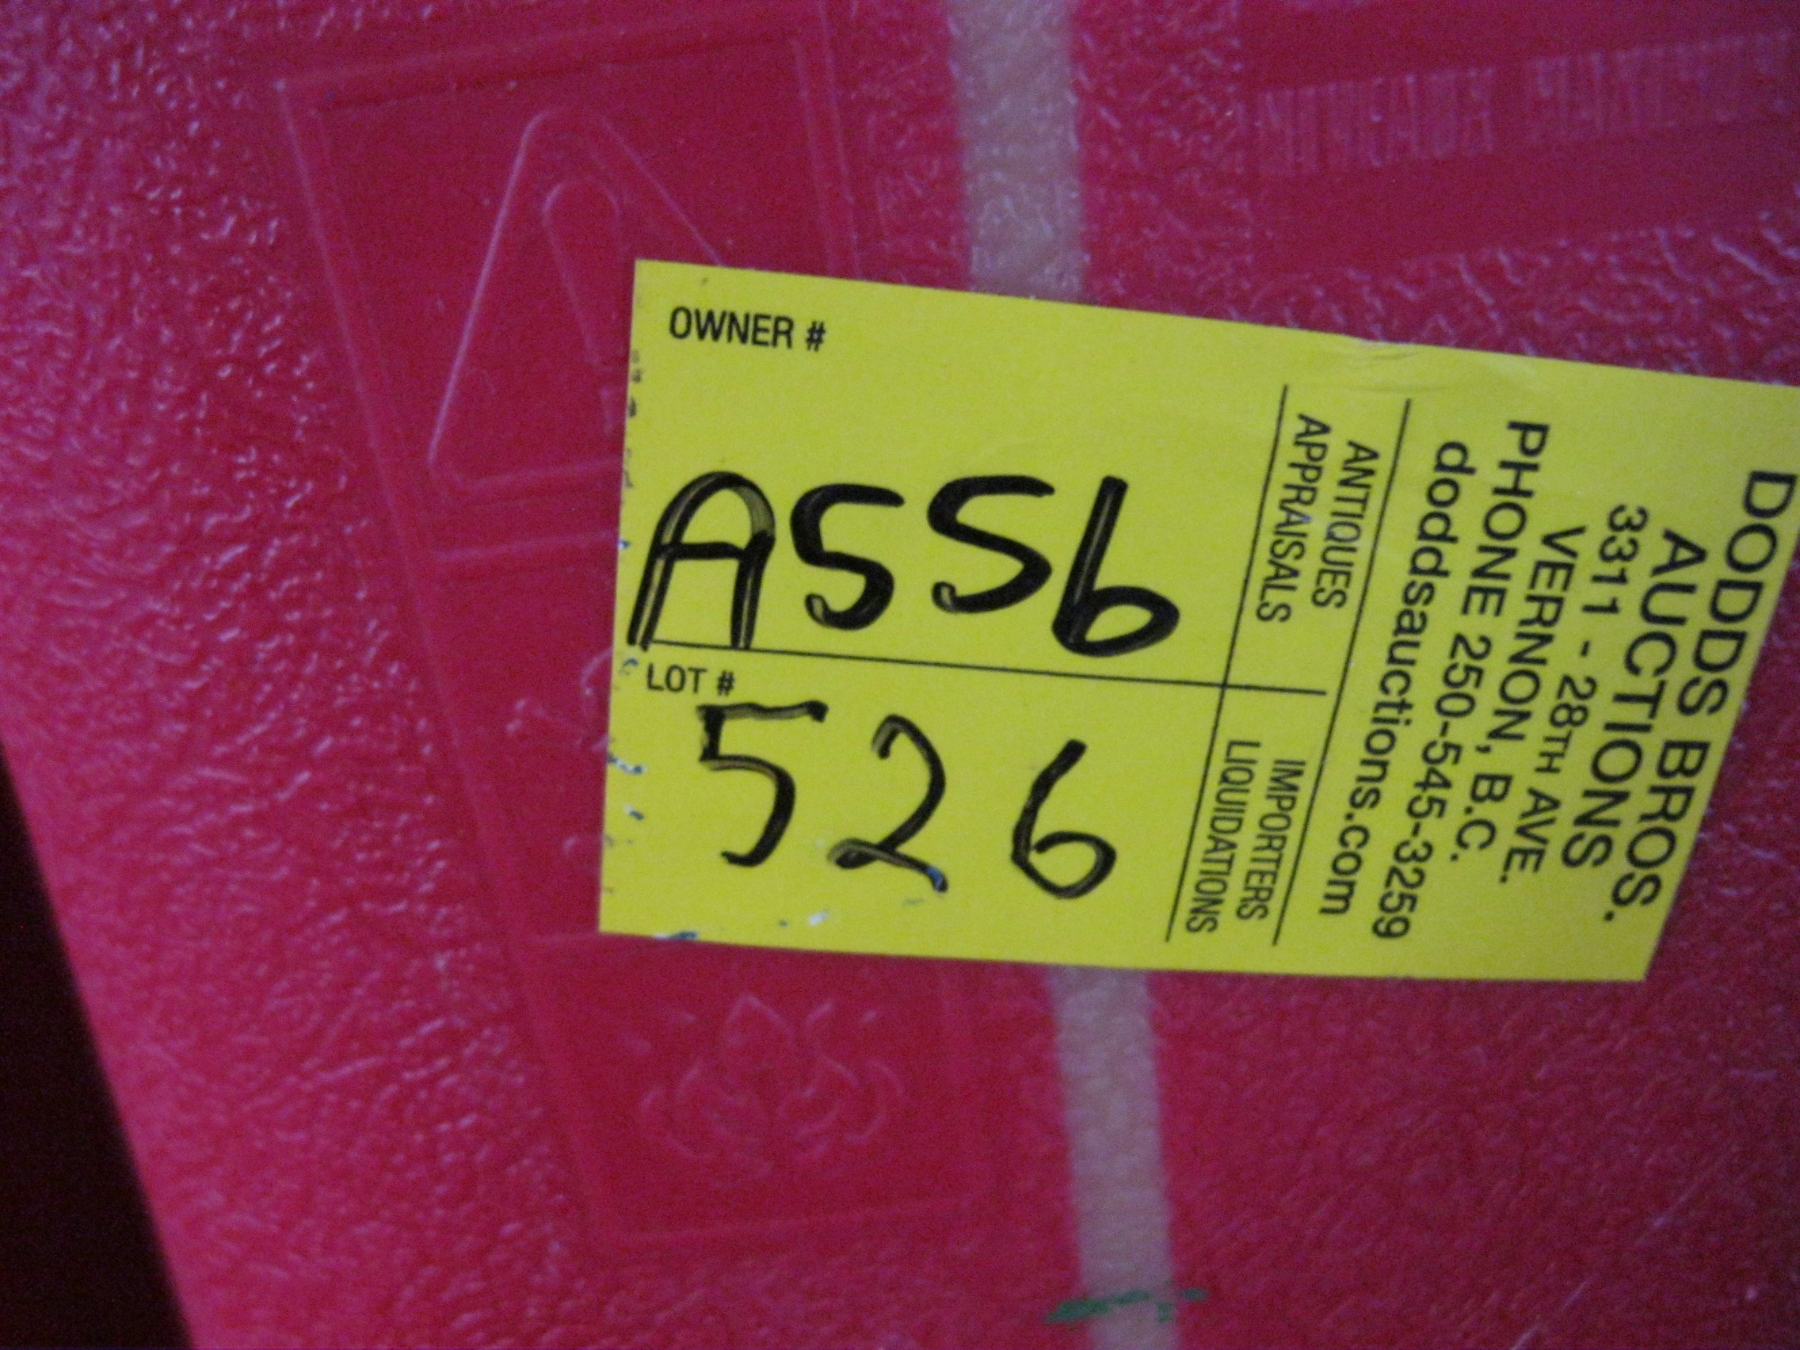 OWNER #
A556
LOT #
526
DODDS BROS.
AUCTIONS
3311 - 28TH AVE.
VERNON, B.C.
PHONE 250-545-3259
doddsauctions.com
ANTIQUES
APPRAISALS
IMPORTERS
LIQUIDATIONS